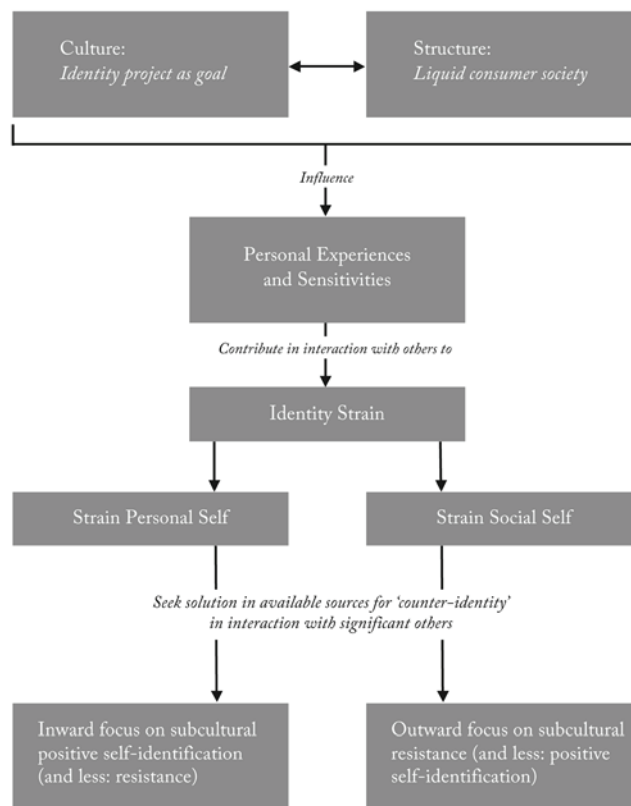 Culture:
Identity project as goal
Structure:
Liquid consumer society
Influence
Personal Experiences
and Sensitivities
Contribute in interaction with others to
Identity Strain
Strain Personal Self
Strain Social Self
Seek solution in available sources for ‘counter-identity’
in interaction with significant others
Inward focus on subcultural
positive self-identification
(and less: resistance)
Outward focus on subcultural
resistance (and less: positive
self-identification)